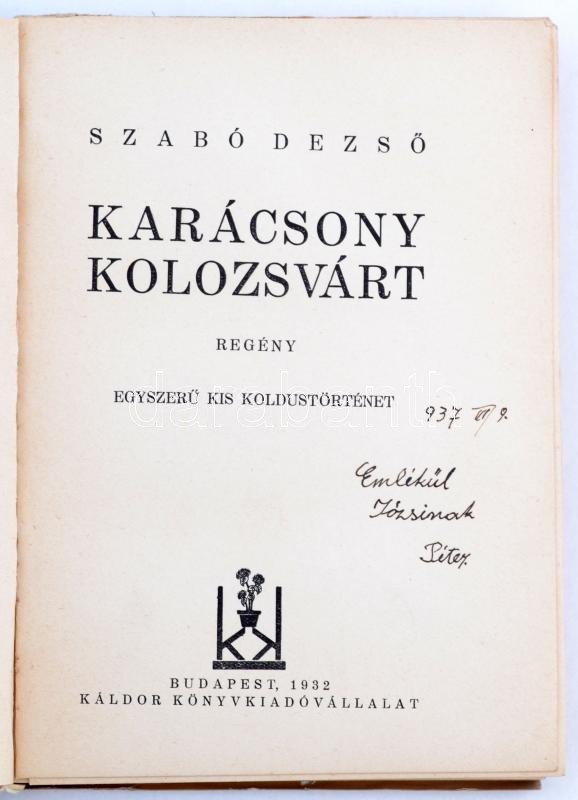 SZABÓ DEZSŐ
KARÁCSONY
KOLOZSVÁRT
REGÉNY
EGYSZERŰ KIS KOLDUSTÖRTÉNET
937 VI/9.
Emlékül
Józsinak
Péter
BUDAPEST, 1932
KÁLDOR KÖNYVKIADÓVÁLLALAT